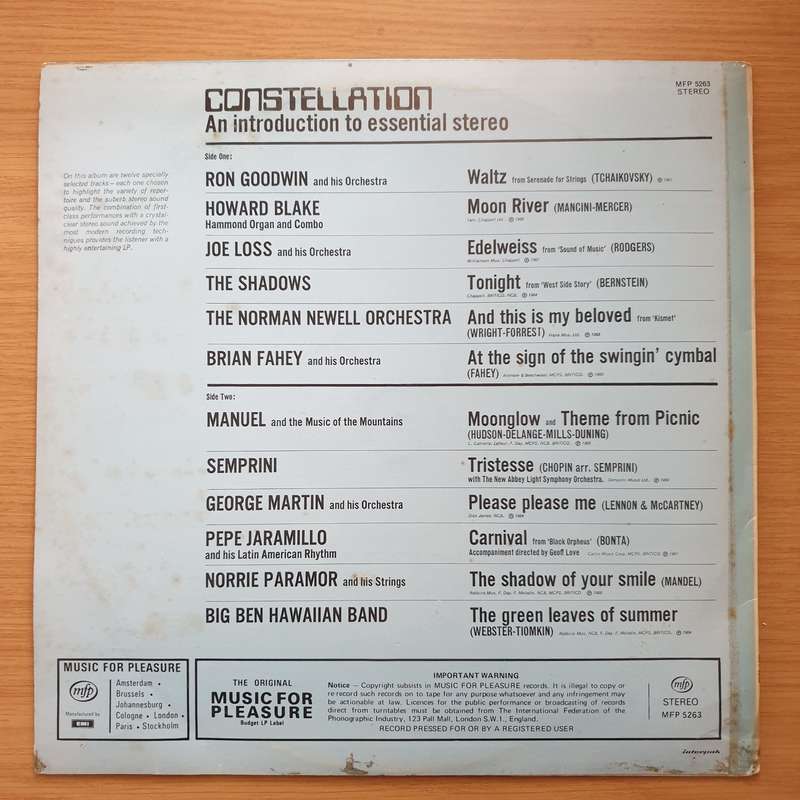 CONSTELLATION
An introduction to essential stereo
MFP 5263
STEREO
On this album are twelve specially
selected tracks - each one chosen
to highlight the variety of reper-
toire and the suberb stereo sound
quality. The combination of first-
class performances with a crystal-
clear stereo sound achieved by the
most modern recording tech-
niques provides the listener with a
highly entertaining LP.
Side One:
RON GOODWIN and his Orchestra
Waltz from Serenade for Strings (TCHAIKOVSKY)
HOWARD BLAKE
Hammond Organ and Combo
Moon River (MANCINI-MERCER)
JOE LOSS and his Orchestra
Edelweiss from 'Sound of Music' (RODGERS)
THE SHADOWS
Tonight from 'West Side Story' (BERNSTEIN)
THE NORMAN NEWELL ORCHESTRA
And this is my beloved from 'Kismet'
(WRIGHT-FORREST)
BRIAN FAHEY and his Orchestra
At the sign of the swingin' cymbal
(FAHEY)
Side Two:
MANUEL and the Music of the Mountains
Moonglow and Theme from Picnic
(HUDSON-DELANGE-MILLS-DUNING)
SEMPRINI
Tristesse (CHOPIN arr. SEMPRINI)
with The New Abbey Light Symphony Orchestra.
GEORGE MARTIN and his Orchestra
Please please me (LENNON & McCARTNEY)
PEPE JARAMILLO
and his Latin American Rhythm
Carnival from 'Black Orpheus' (BONTA)
Accompaniment directed by Geoff Love
NORRIE PARAMOR and his Strings
The shadow of your smile (MANDEL)
BIG BEN HAWAIIAN BAND
The green leaves of summer
(WEBSTER-TIOMKIN)
MUSIC FOR PLEASURE
mfp
Manufactured by
EMI
Amsterdam •
Brussels •
Johannesburg •
Cologne • London •
Paris • Stockholm
THE ORIGINAL
MUSIC FOR
PLEASURE
Budget LP Label
IMPORTANT WARNING
Notice – Copyright subsists in MUSIC FOR PLEASURE records. It is illegal to copy or
re record such records on to tape for any purpose whatsoever and any infringement may
be actionable at law. Licences for the public performance or broadcasting of records
direct from turntables must be obtained from The International Federation of the
Phonographic Industry, 123 Pall Mall, London S.W.1., England.
RECORD PRESSED FOR OR BY A REGISTERED USER
mfp
STEREO
MFP 5263
interpak